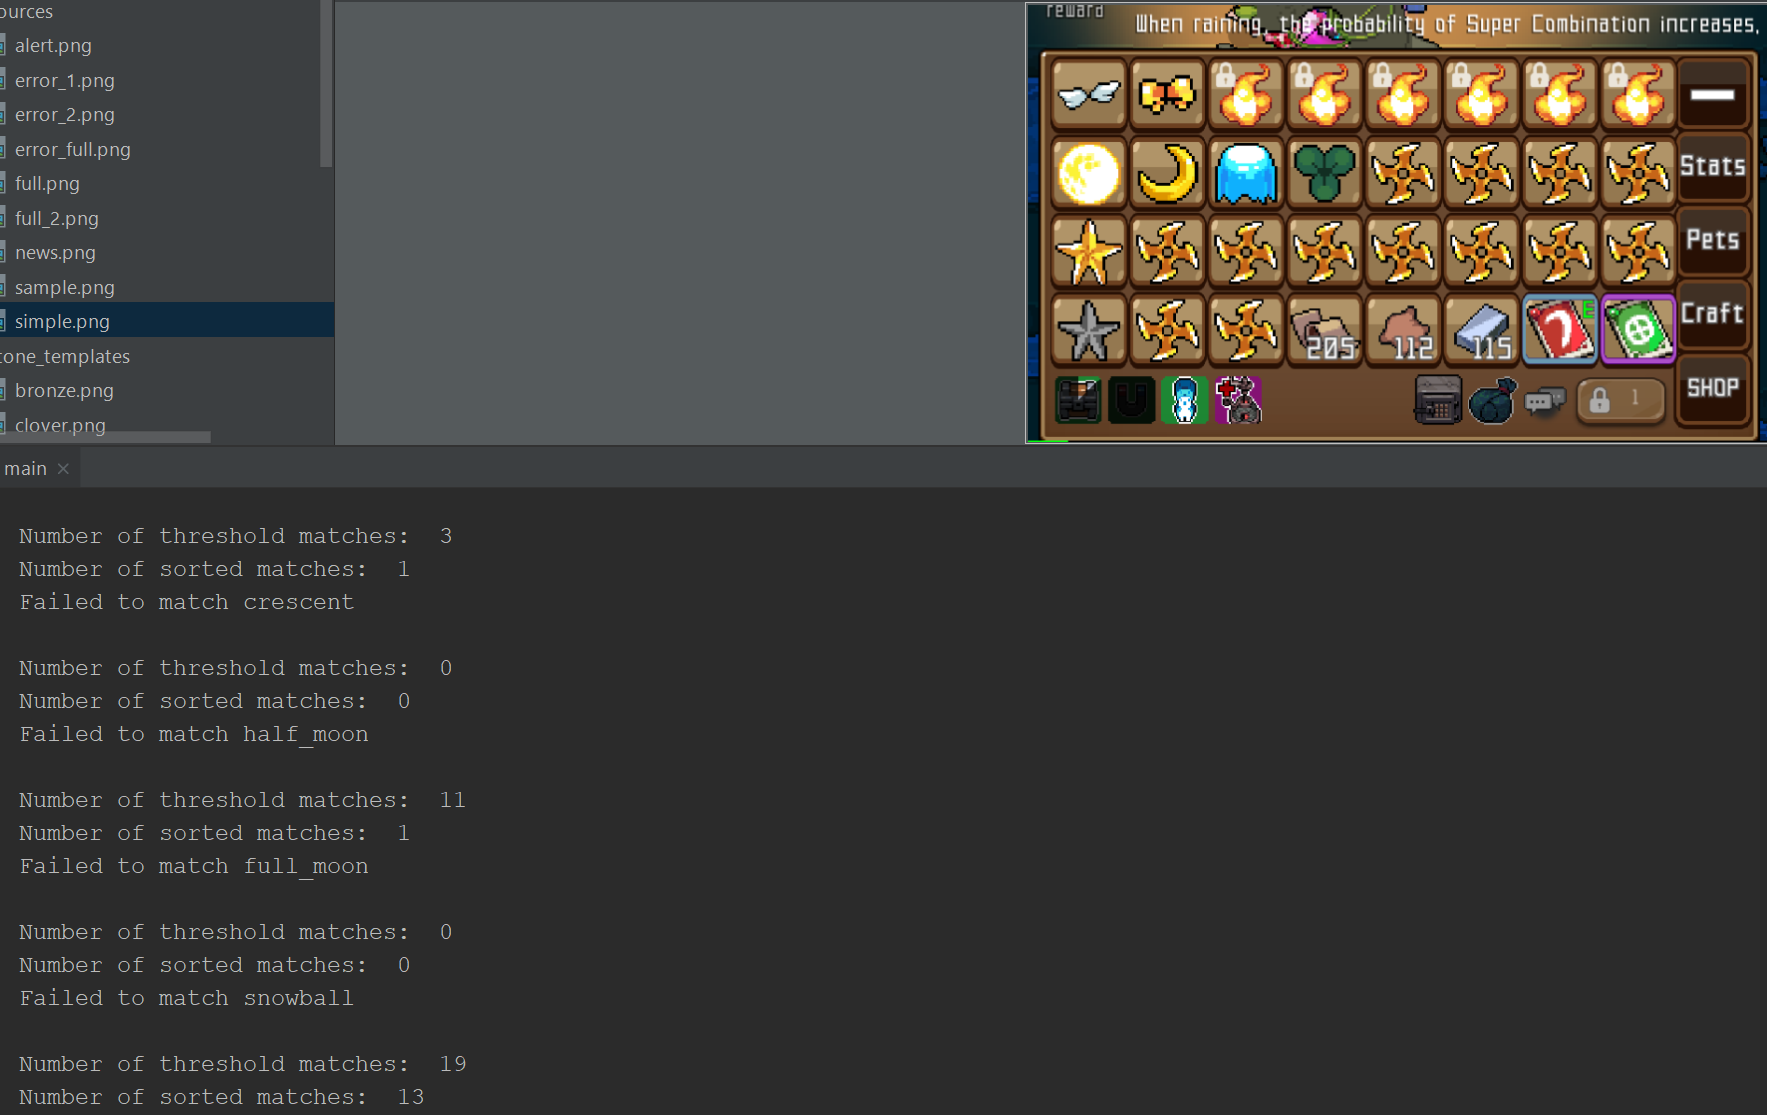 ources
alert.png
error_1.png
error_2.png
error_full.png
full.png
full_2.png
news.png
sample.png
simple.png
one_templates
bronze.png
clover.png
reward
When raining, the probability of Super Combination increases.
Stats
Pets
Craft
205 112 115 E
SHOP
1
main
Number of threshold matches: 3
Number of sorted matches: 1
Failed to match crescent
Number of threshold matches: 0
Number of sorted matches: 0
Failed to match half_moon
Number of threshold matches: 11
Number of sorted matches: 1
Failed to match full_moon
Number of threshold matches: 0
Number of sorted matches: 0
Failed to match snowball
Number of threshold matches: 19
Number of sorted matches: 13